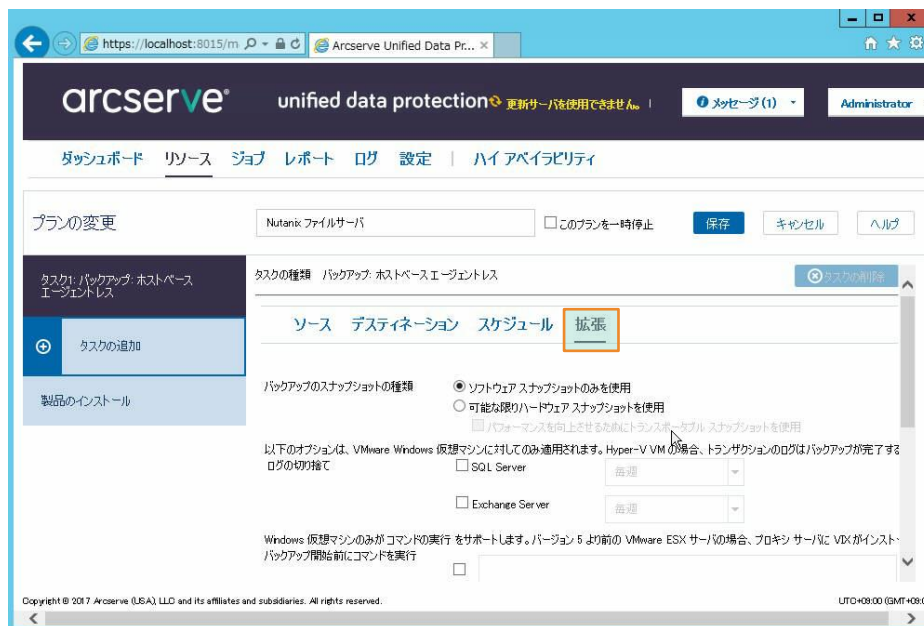 https://localhost:8015/m
Arcserve Unified Data Pr... ×
arcserve® unified data protection 更新サーバを使用できません。 | メッセージ(1) Administrator
ダッシュボード リソース ジョブ レポート ログ 設定 | ハイ アベイラビリティ
プランの変更 Nutanix ファイルサーバ このプランを一時停止 保存 キャンセル ヘルプ
タスク1: バックアップ: ホストベース
エージェントレス
タスクの種類 バックアップ: ホストベース エージェントレス タスクの削除
タスクの追加
製品のインストール
ソース デスティネーション スケジュール 拡張
バックアップのスナップショットの種類 ソフトウェア スナップショットのみを使用
可能な限りハードウェア スナップショットを使用
パフォーマンスを向上させるためにトランスポータブル スナップショットを使用
以下のオプションは、VMware Windows 仮想マシンに対してのみ適用されます。Hyper-V VM の場合、トランザクションのログはバックアップが完了する
ログの切り捨て SQL Server 毎週
Exchange Server 毎週
Windows 仮想マシンのみがコマンドの実行 をサポートします。バージョン 5 より前の VMware ESX サーバの場合、プロキシ サーバに VIX がインスト
バックアップ開始前にコマンドを実行
Copyright © 2017 Arcserve (USA), LLC and its affiliates and subsidiaries. All rights reserved. UTC+09:00 (GMT+09:0